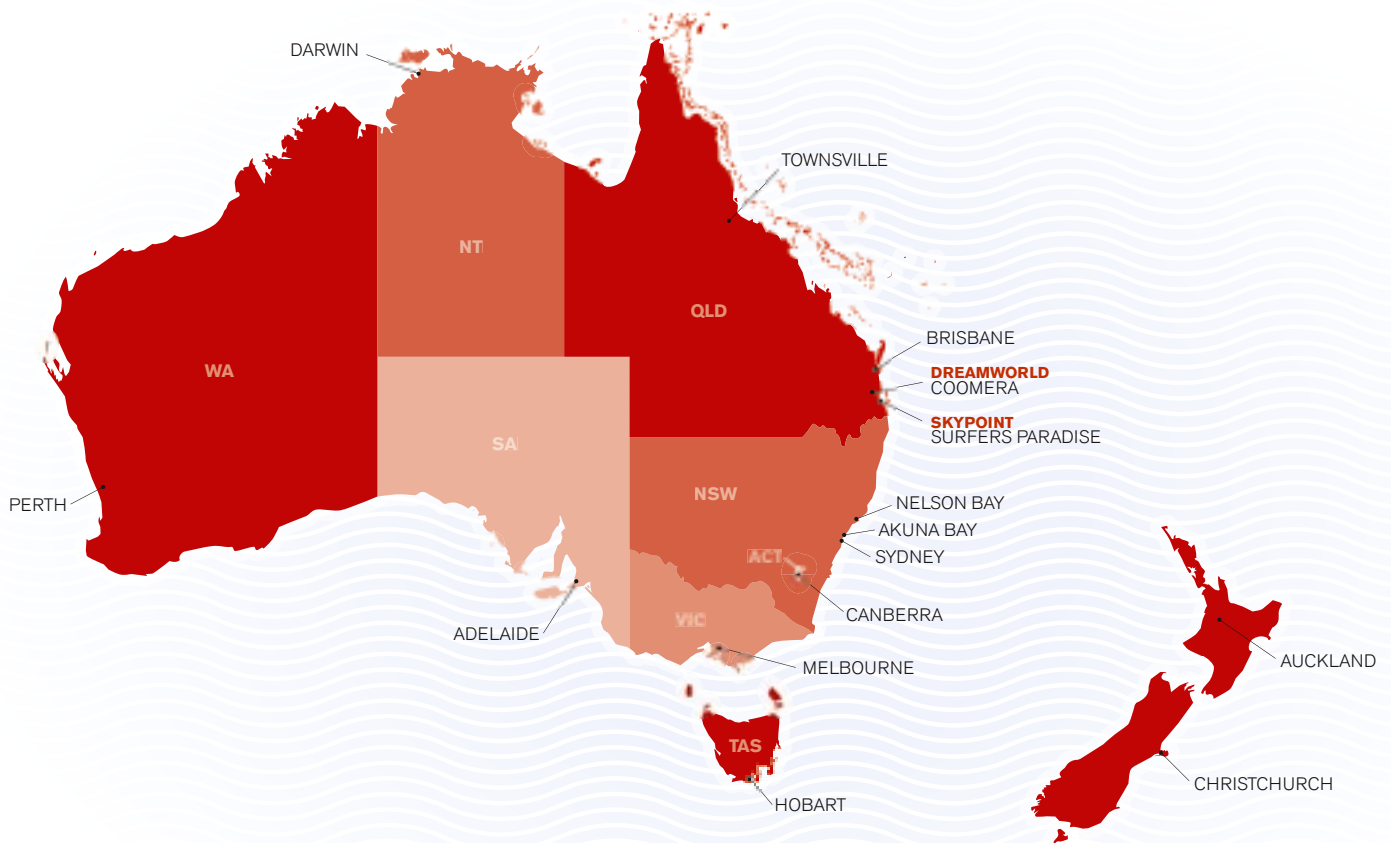 DARWIN
TOWNSVILLE
NT
QLD
BRISBANE
WA
DREAMWORLD
COOMERA
SKYPOINT
SURFERS PARADISE
SA
NSW
PERTH
NELSON BAY
AKUNA BAY
SYDNEY
ACT
CANBERRA
VIC
ADELAIDE
MELBOURNE
AUCKLAND
TAS
CHRISTCHURCH
HOBART